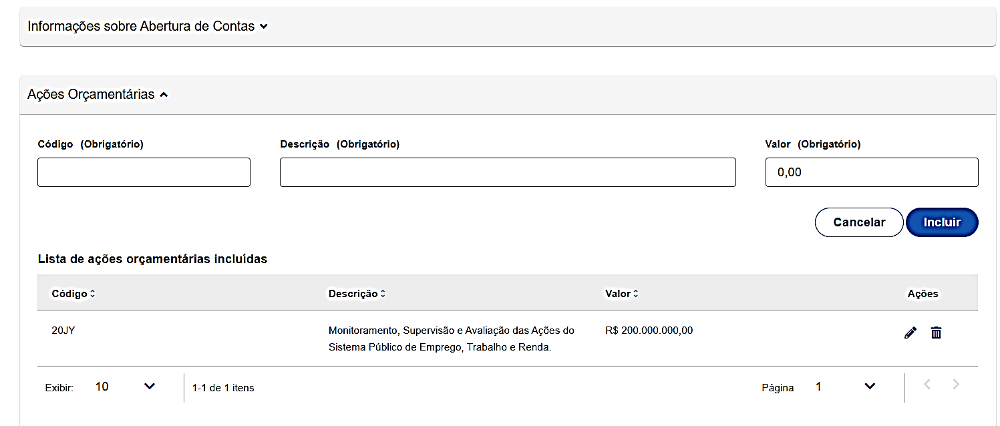 Informações sobre Abertura de Contas
Ações Orçamentárias
Código (Obrigatório) Descrição (Obrigatório) Valor (Obrigatório)
0,00
Cancelar Incluir
Lista de ações orçamentárias incluídas
Código Descrição Valor Ações
20JY Monitoramento, Supervisão e Avaliação das Ações do R$ 200.000.000,00
Sistema Público de Emprego, Trabalho e Renda.
Exibir: 10 1-1 de 1 itens Página 1